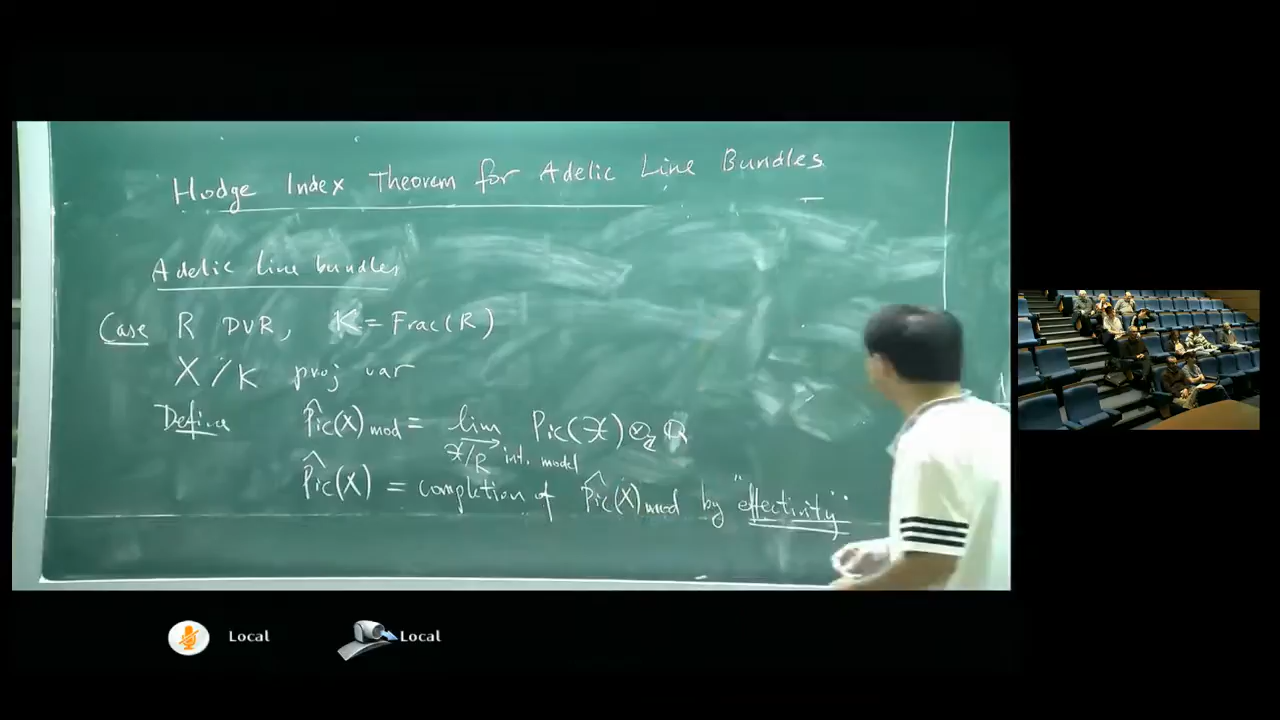 Hodge Index Theorem for Adelic Line Bundles
Adelic line bundles
Case R DVR, K = Frac(R)
X/K proj var
Define P̂ic(X)mod = lim→ Pic(𝒳)⊗ℤ ℚ
𝒳/R int. model
P̂ic(X) = completion of P̂ic(X)mod by "effectivity"
Local
Local